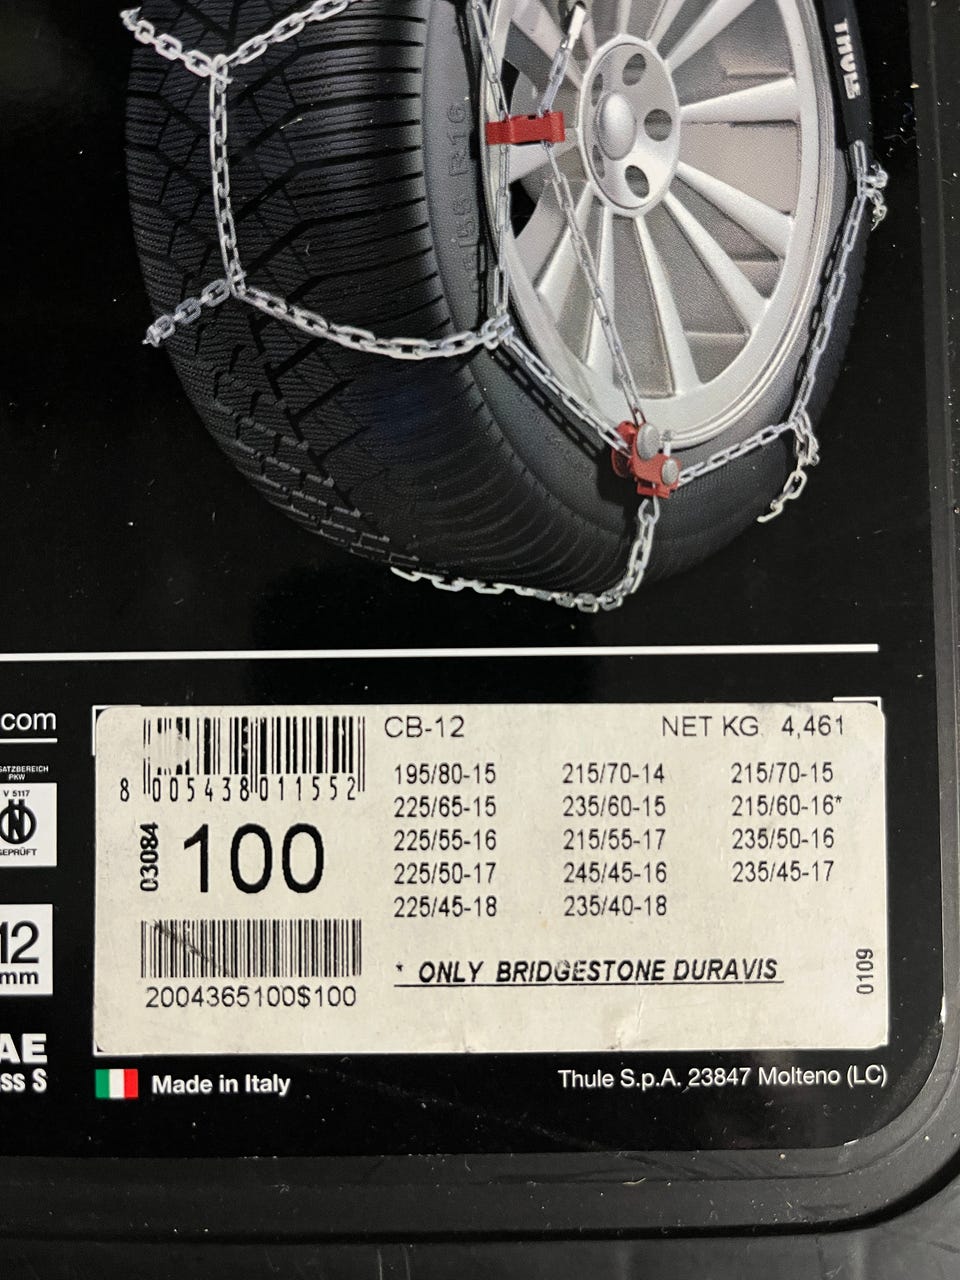 THULE
55 R16
.com
SATZBEREICH
PKW
V 5117
GEPRÜFT
12
mm
AE
ss S
CB-12 NET KG 4,461
8 005438 011552
195/80-15 215/70-14 215/70-15
225/65-15 235/60-15 215/60-16*
225/55-16 215/55-17 235/50-16
225/50-17 245/45-16 235/45-17
225/45-18 235/40-18
03084
100
2004365100$100
* ONLY BRIDGESTONE DURAVIS
0109
Made in Italy
Thule S.p.A. 23847 Molteno (LC)